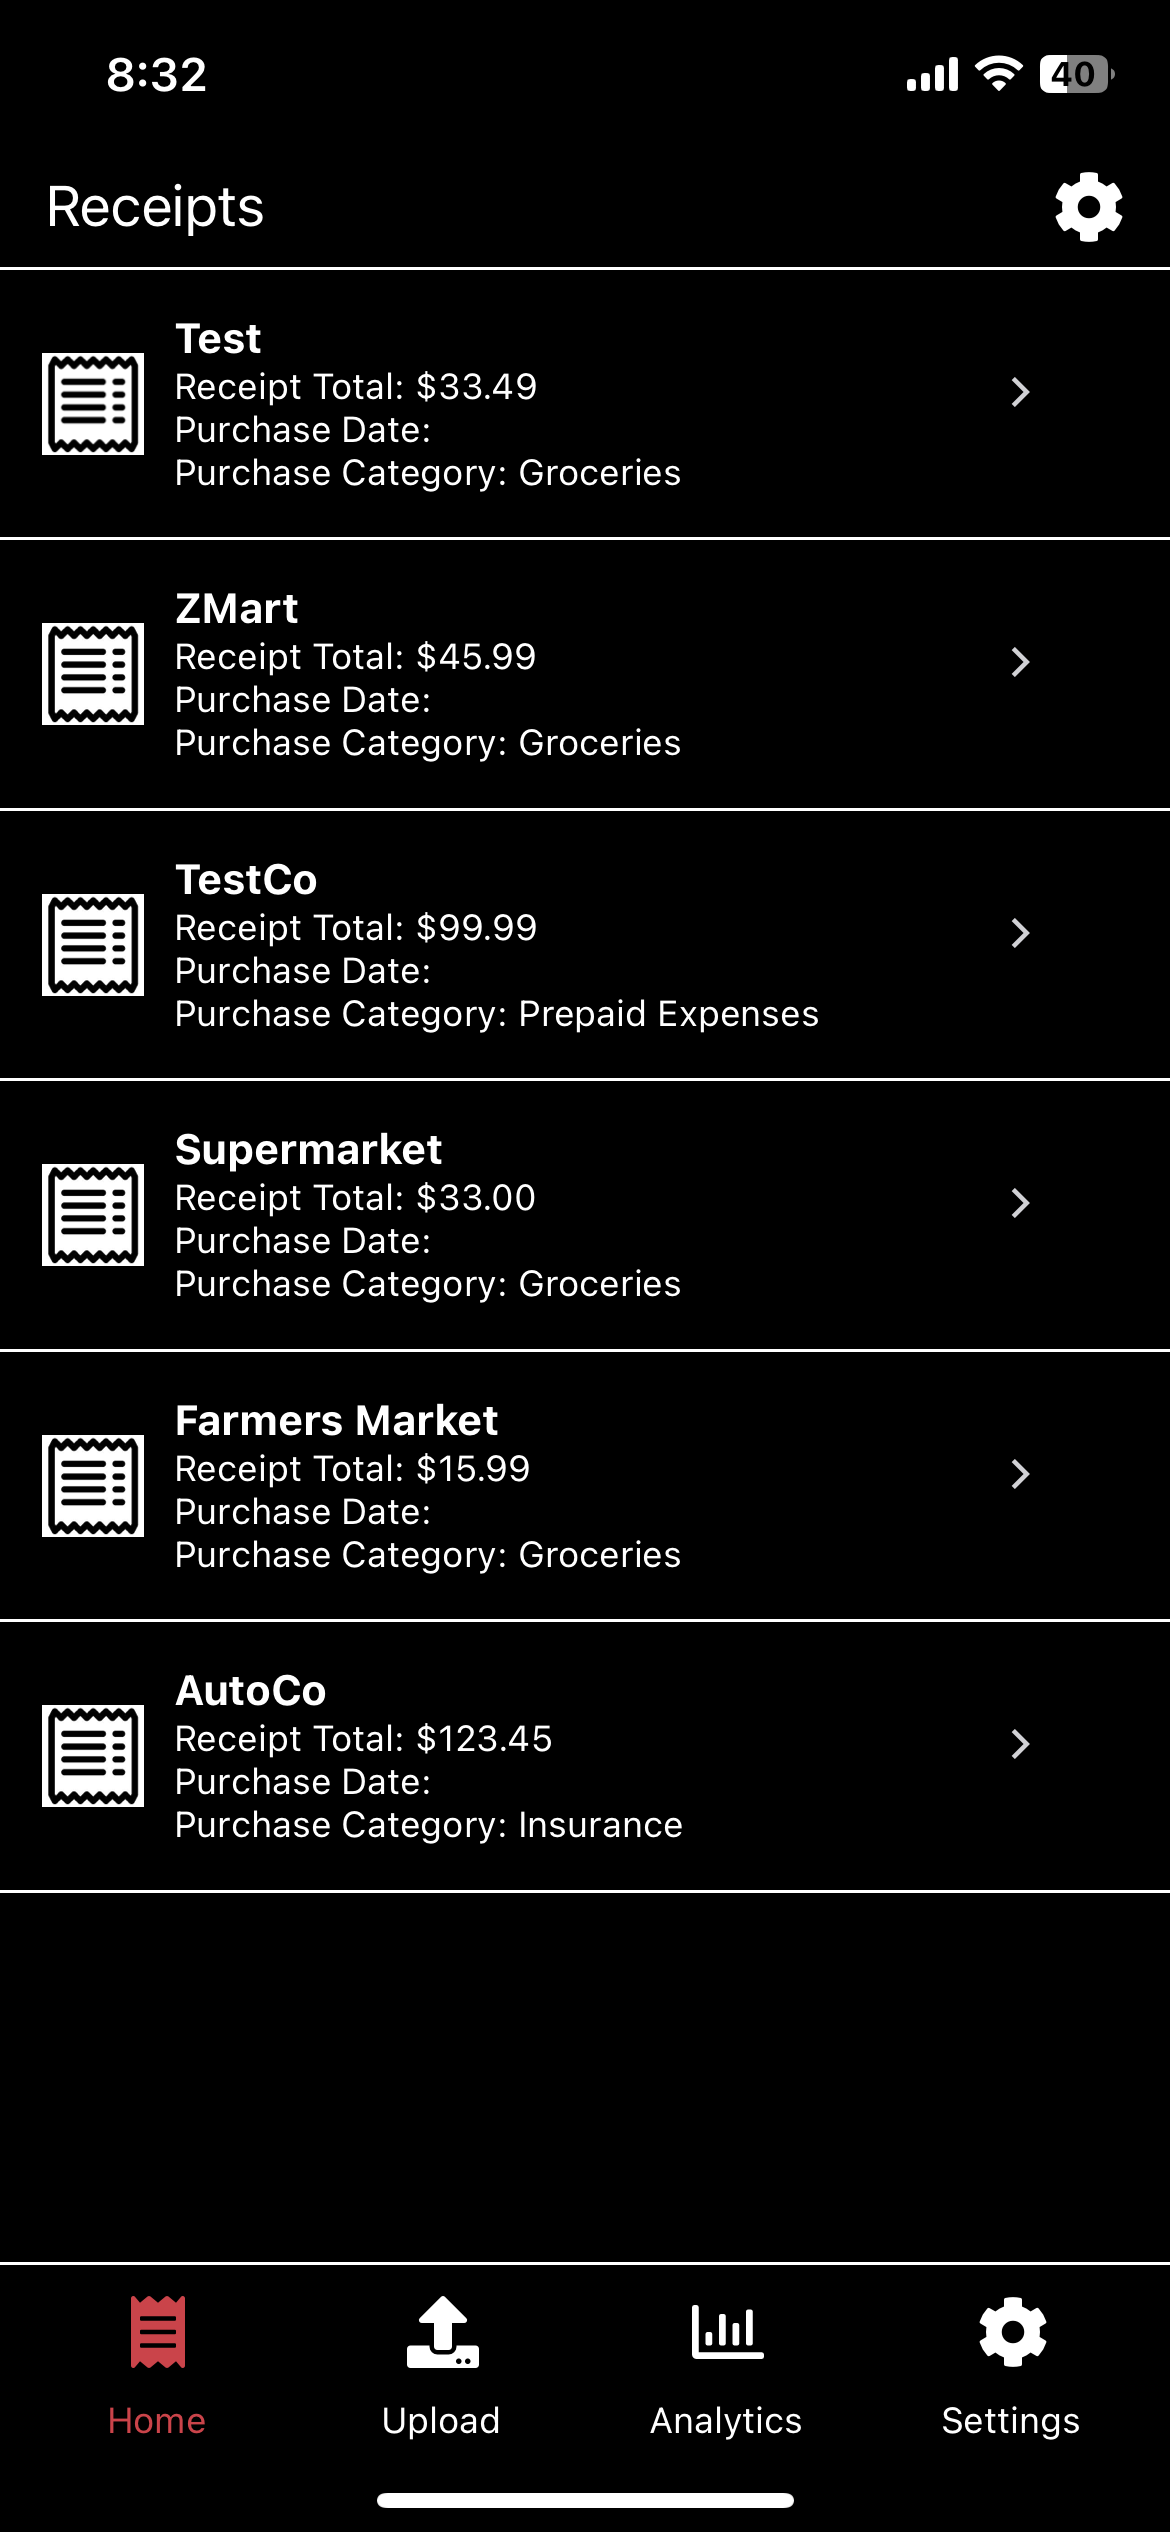 8:32
40
Receipts
Test
Receipt Total: $33.49
Purchase Date:
Purchase Category: Groceries
ZMart
Receipt Total: $45.99
Purchase Date:
Purchase Category: Groceries
TestCo
Receipt Total: $99.99
Purchase Date:
Purchase Category: Prepaid Expenses
Supermarket
Receipt Total: $33.00
Purchase Date:
Purchase Category: Groceries
Farmers Market
Receipt Total: $15.99
Purchase Date:
Purchase Category: Groceries
AutoCo
Receipt Total: $123.45
Purchase Date:
Purchase Category: Insurance
Home
Upload
Analytics
Settings